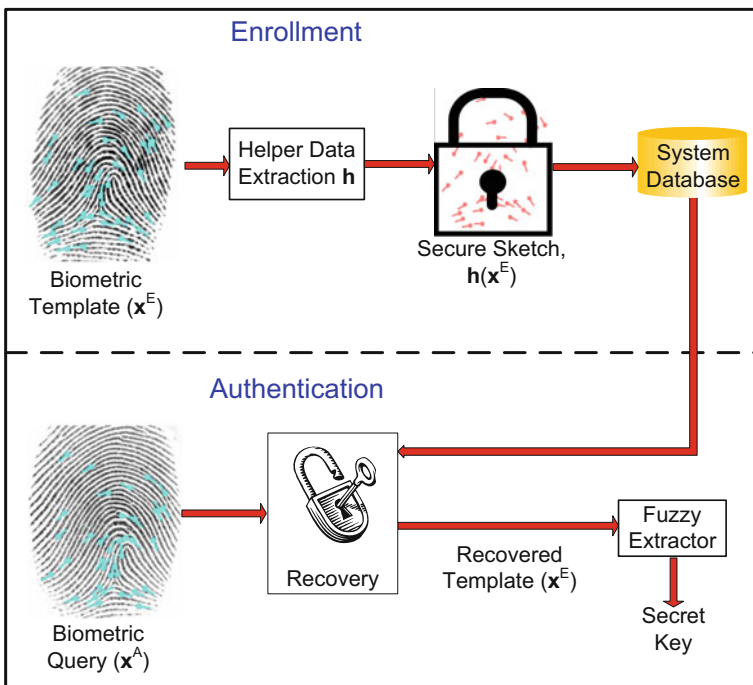 Enrollment
Helper Data
Extraction h
System
Database
Secure Sketch,
h(x^E)
Biometric
Template (x^E)
Authentication
Recovery
Fuzzy
Extractor
Recovered
Template (x^E)
Secret
Key
Biometric
Query (x^A)